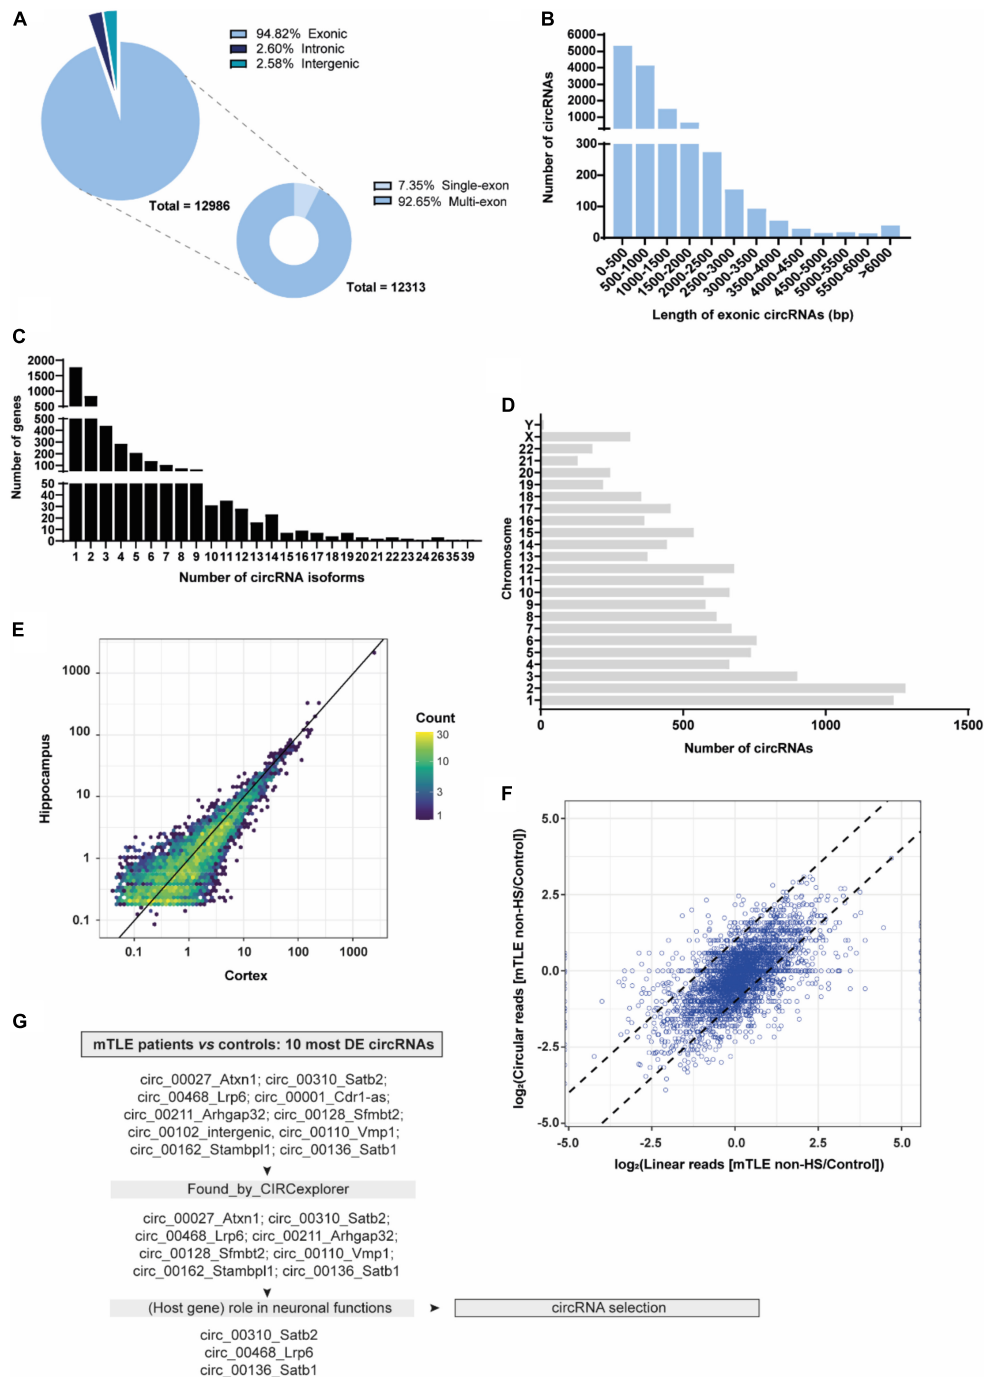 A
94.82% Exonic
2.60% Intronic
2.58% Intergenic
Total = 12986
7.35% Single-exon
92.65% Multi-exon
Total = 12313
B
Number of circRNAs
6000
5000
4000
3000
2000
1000
300
200
100
0
0-500
500-1000
1000-1500
1500-2000
2000-2500
2500-3000
3000-3500
3500-4000
4000-4500
4500-5000
5000-5500
5500-6000
>6000
Length of exonic circRNAs (bp)
C
Number of genes
2000
1500
1000
500
500
400
300
200
100
50
40
30
20
10
0
1 2 3 4 5 6 7 8 9 10 11 12 13 14 15 16 17 18 19 20 21 22 23 24 26 35 39
Number of circRNA isoforms
D
Chromosome
Y
X
22
21
20
19
18
17
16
15
14
13
12
11
10
9
8
7
6
5
4
3
2
1
0 500 1000 1500
Number of circRNAs
E
Hippocampus
1000
100
10
1
0.1
0.1 1 10 100 1000
Cortex
Count
30
10
3
1
F
log₂(Circular reads [mTLE non-HS/Control])
5.0
2.5
0.0
-2.5
-5.0
-5.0 -2.5 0.0 2.5 5.0
log₂(Linear reads [mTLE non-HS/Control])
G
mTLE patients vs controls: 10 most DE circRNAs
circ_00027_Atxn1; circ_00310_Satb2;
circ_00468_Lrp6; circ_00001_Cdr1-as;
circ_00211_Arhgap32; circ_00128_Sfmbt2;
circ_00102_intergenic, circ_00110_Vmp1;
circ_00162_Stambpl1; circ_00136_Satb1
Found_by_CIRCexplorer
circ_00027_Atxn1; circ_00310_Satb2;
circ_00468_Lrp6; circ_00211_Arhgap32;
circ_00128_Sfmbt2; circ_00110_Vmp1;
circ_00162_Stambpl1; circ_00136_Satb1
(Host gene) role in neuronal functions
circRNA selection
circ_00310_Satb2
circ_00468_Lrp6
circ_00136_Satb1